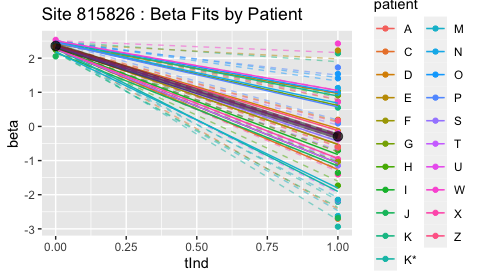 Site 815826 : Beta Fits by Patient
beta
2
1
0
-1
-2
-3
0.00 0.25 0.50 0.75 1.00
tInd
patient
A M
C N
D O
E P
F S
G T
H U
I W
J X
K Z
K*